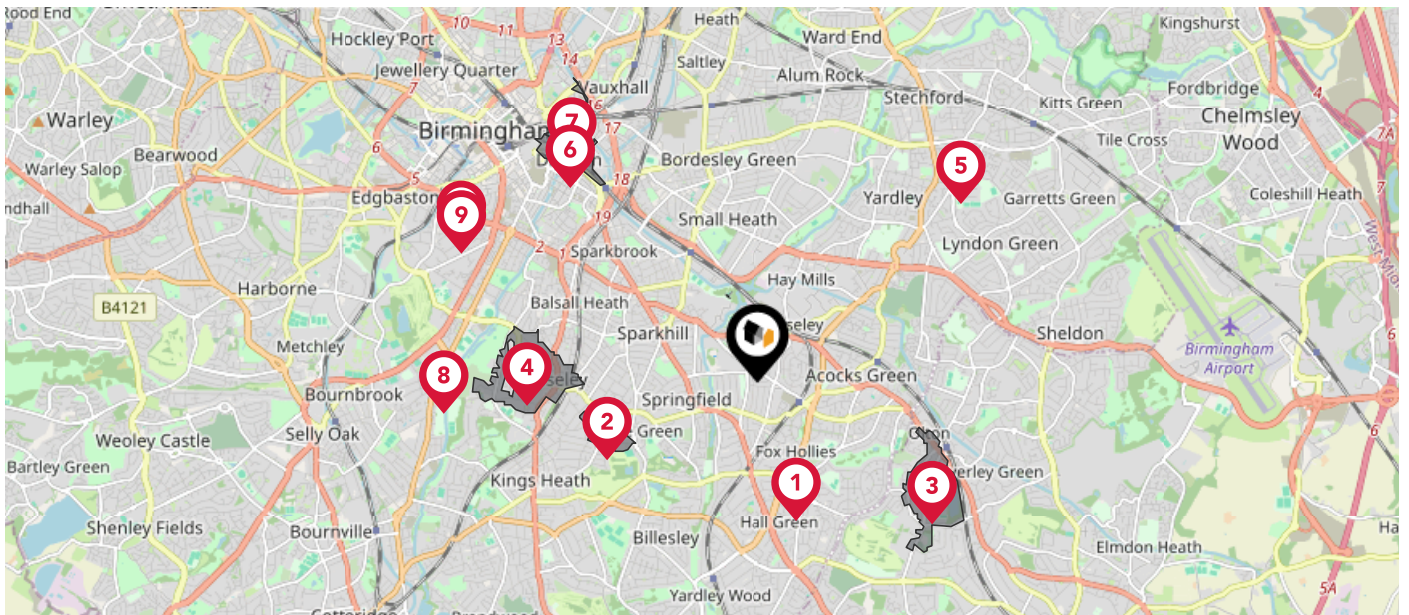 Heath
Kingshurst
Hockley Port
10
11
13
14
Ward End
Saltley
Jewellery Quarter
7
Vauxhall
Alum Rock
Stechford
Kitts Green
Fordbridge
4
Warley
16
7
17
Birmingham
Chelmsley
Wood
7A
Tile Cross
6
6
Bearwood
Bordesley Green
Warley Salop
5
18
5
7
Edgbaston
Yardley
Garretts Green
Coleshill Heath
9
19
Small Heath
2
1
Sparkbrook
Lyndon Green
Hay Mills
Harborne
B4121
Balsall Heath
Sparkhill
Sheldon
Metchley
Birmingham
Airport
4
8
Acocks Green
Bournbrook
Springfield
2
Green
6
Selly Oak
Weoley Castle
Bartley Green
Fox Hollies
Kings Heath
1
3
Hall Green
Shenley Fields
Bournville
Billesley
Elmdon Heath
5A
Yardley Wood